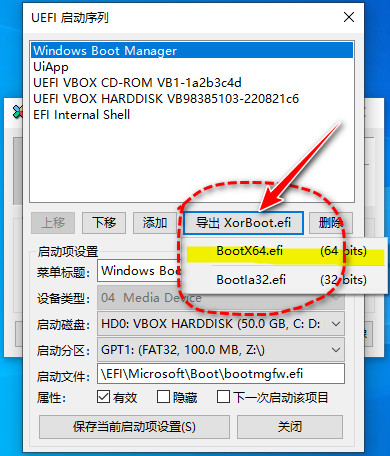 UEFI 启动序列
Windows Boot Manager
UiApp
UEFI VBOX CD-ROM VB1-1a2b3c4d
UEFI VBOX HARDDISK VB98385103-220821c6
EFI Internal Shell
上移 下移 添加 导出 XorBoot.efi 删除
BootX64.efi (64 bits)
BootIa32.efi (32 bits)
启动项设置
菜单标题: Windows Boo
设备类型: 04 Media Device
启动磁盘: HD0: VBOX HARDDISK (50.0 GB, C: D:
启动分区: GPT1: (FAT32, 100.0 MB, Z:\)
启动文件: \EFI\Microsoft\Boot\bootmgfw.efi
属性: 有效 隐藏 下一次启动该项目
保存当前启动项设置(S) 关闭